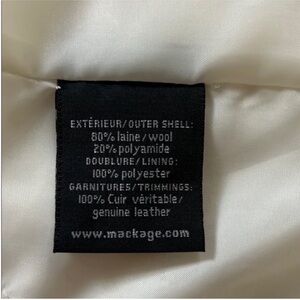 EXTÉRIEUR/OUTER SHELL:
80% laine/wool
20% polyamide
DOUBLURE/LINING:
100% polyester
GARNITURES/TRIMMINGS:
100% Cuir véritable/
genuine leather
www.mackage.com